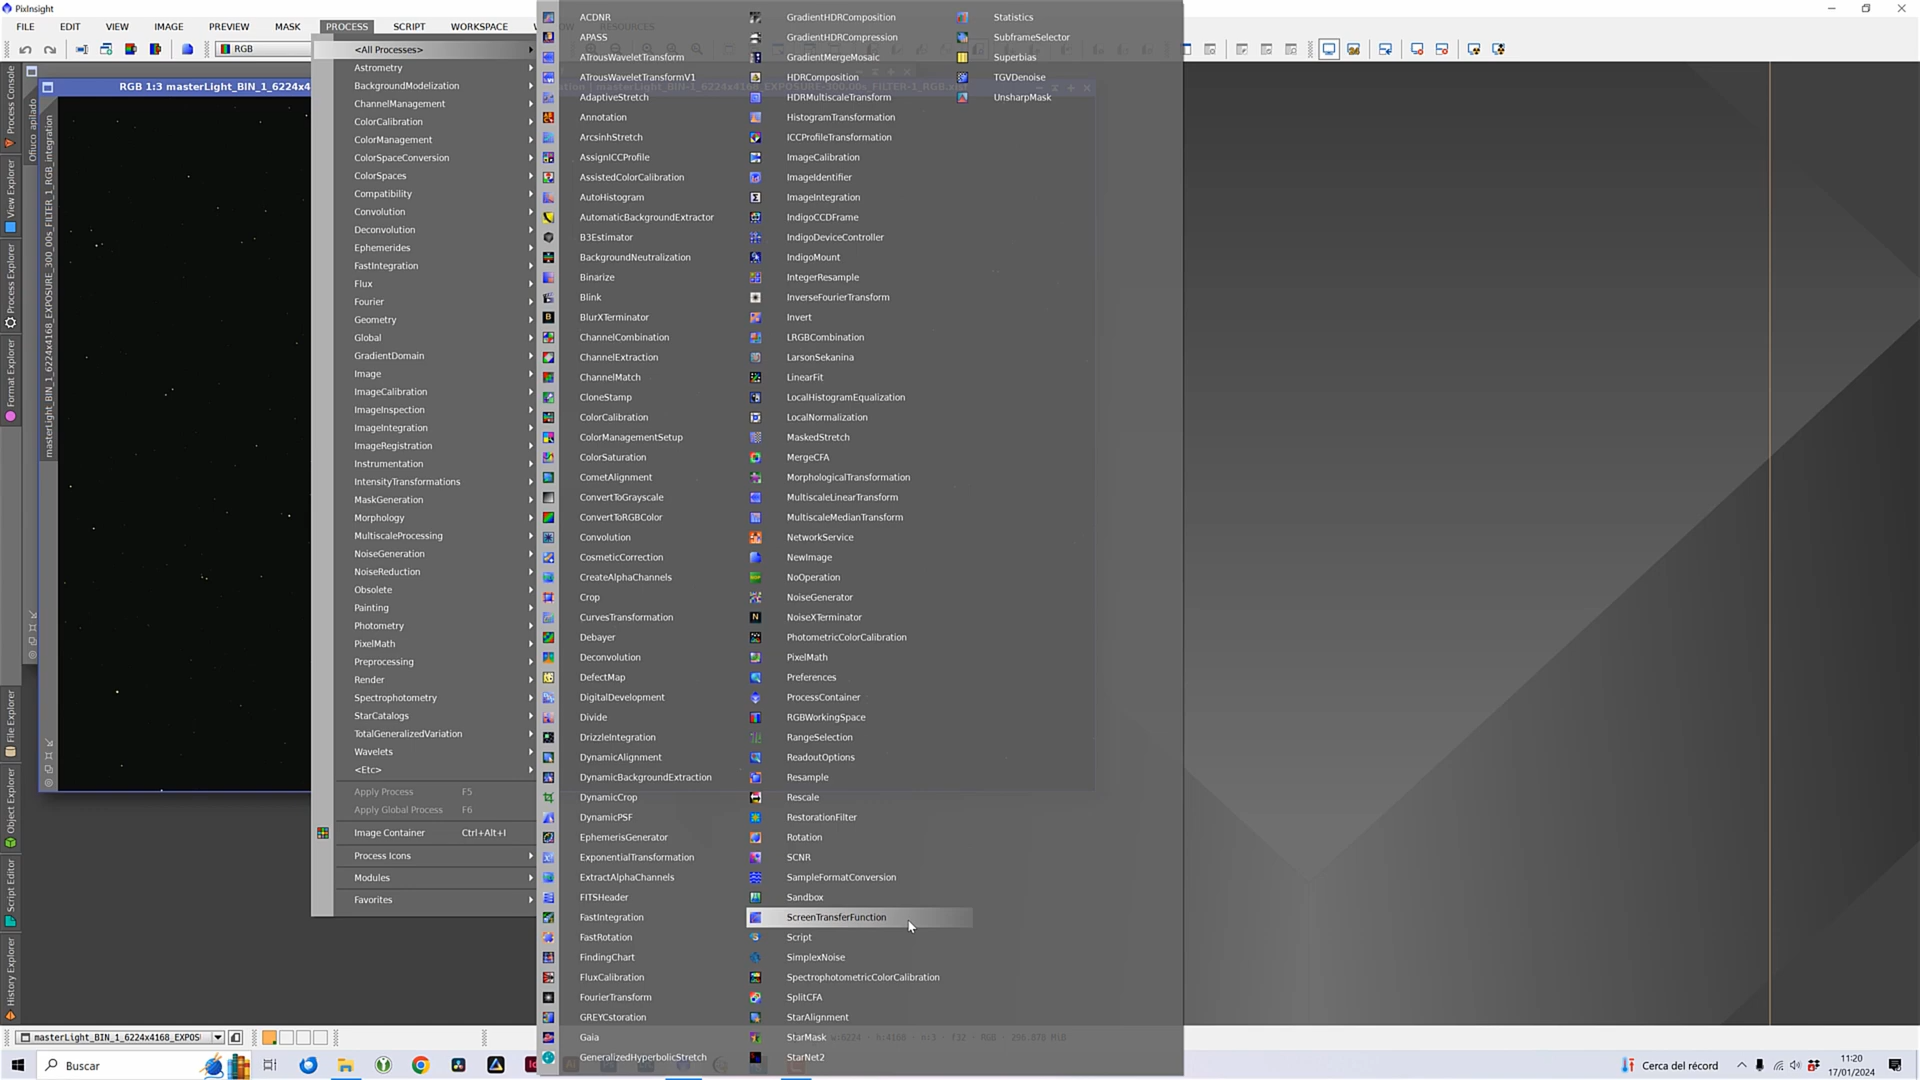 PixInsight
FILE EDIT VIEW IMAGE PREVIEW MASK PROCESS SCRIPT WORKSPACE
RESOURCES
RGB
RGB 1:3 masterLight_BIN_1_6224x4
Process Console
View Explorer
Process Explorer
Format Explorer
File Explorer
Object Explorer
Script Editor
History Explorer
Ofiuco apilado
masterLight_BIN_1_6224x4168_EXPOSURE_300_00s_FILTER_1_RGB_integration
<All Processes>
Astrometry
BackgroundModelization
ChannelManagement
ColorCalibration
ColorManagement
ColorSpaceConversion
ColorSpaces
Compatibility
Convolution
Deconvolution
Ephemerides
FastIntegration
Flux
Fourier
Geometry
Global
GradientDomain
Image
ImageCalibration
ImageInspection
ImageIntegration
ImageRegistration
Instrumentation
IntensityTransformations
MaskGeneration
Morphology
MultiscaleProcessing
NoiseGeneration
NoiseReduction
Obsolete
Painting
Photometry
PixelMath
Preprocessing
Render
Spectrophotometry
StarCatalogs
TotalGeneralizedVariation
Wavelets
<Etc>
Apply Process F5
Apply Global Process F6
Image Container Ctrl+Alt+I
Process Icons
Modules
Favorites
ACDNR
APASS
ATrousWaveletTransform
ATrousWaveletTransformV1
AdaptiveStretch
Annotation
ArcsinhStretch
AssignICCProfile
AssistedColorCalibration
AutoHistogram
AutomaticBackgroundExtractor
B3Estimator
BackgroundNeutralization
Binarize
Blink
BlurXTerminator
ChannelCombination
ChannelExtraction
ChannelMatch
CloneStamp
ColorCalibration
ColorManagementSetup
ColorSaturation
CometAlignment
ConvertToGrayscale
ConvertToRGBColor
Convolution
CosmeticCorrection
CreateAlphaChannels
Crop
CurvesTransformation
Debayer
Deconvolution
DefectMap
DigitalDevelopment
Divide
DrizzleIntegration
DynamicAlignment
DynamicBackgroundExtraction
DynamicCrop
DynamicPSF
EphemerisGenerator
ExponentialTransformation
ExtractAlphaChannels
FITSHeader
FastIntegration
FastRotation
FindingChart
FluxCalibration
FourierTransform
GREYCstoration
Gaia
GeneralizedHyperbolicStretch
GradientHDRComposition
GradientHDRCompression
GradientMergeMosaic
HDRComposition
HDRMultiscaleTransform
HistogramTransformation
ICCProfileTransformation
ImageCalibration
ImageIdentifier
ImageIntegration
IndigoCCDFrame
IndigoDeviceController
IndigoMount
IntegerResample
InverseFourierTransform
Invert
LRGBCombination
LarsonSekanina
LinearFit
LocalHistogramEqualization
LocalNormalization
MaskedStretch
MergeCFA
MorphologicalTransformation
MultiscaleLinearTransform
MultiscaleMedianTransform
NetworkService
NewImage
NoOperation
NoiseGenerator
NoiseXTerminator
PhotometricColorCalibration
PixelMath
Preferences
ProcessContainer
RGBWorkingSpace
RangeSelection
ReadoutOptions
Resample
Rescale
RestorationFilter
Rotation
SCNR
SampleFormatConversion
Sandbox
ScreenTransferFunction
Script
SimplexNoise
SpectrophotometricColorCalibration
SplitCFA
StarAlignment
StarMask
StarNet2
Statistics
SubframeSelector
Superbias
TGVDenoise
UnsharpMask
masterLight_BIN_1_6224x4168_EXPOS
Buscar
Cerca del récord
11:20
17/01/2024